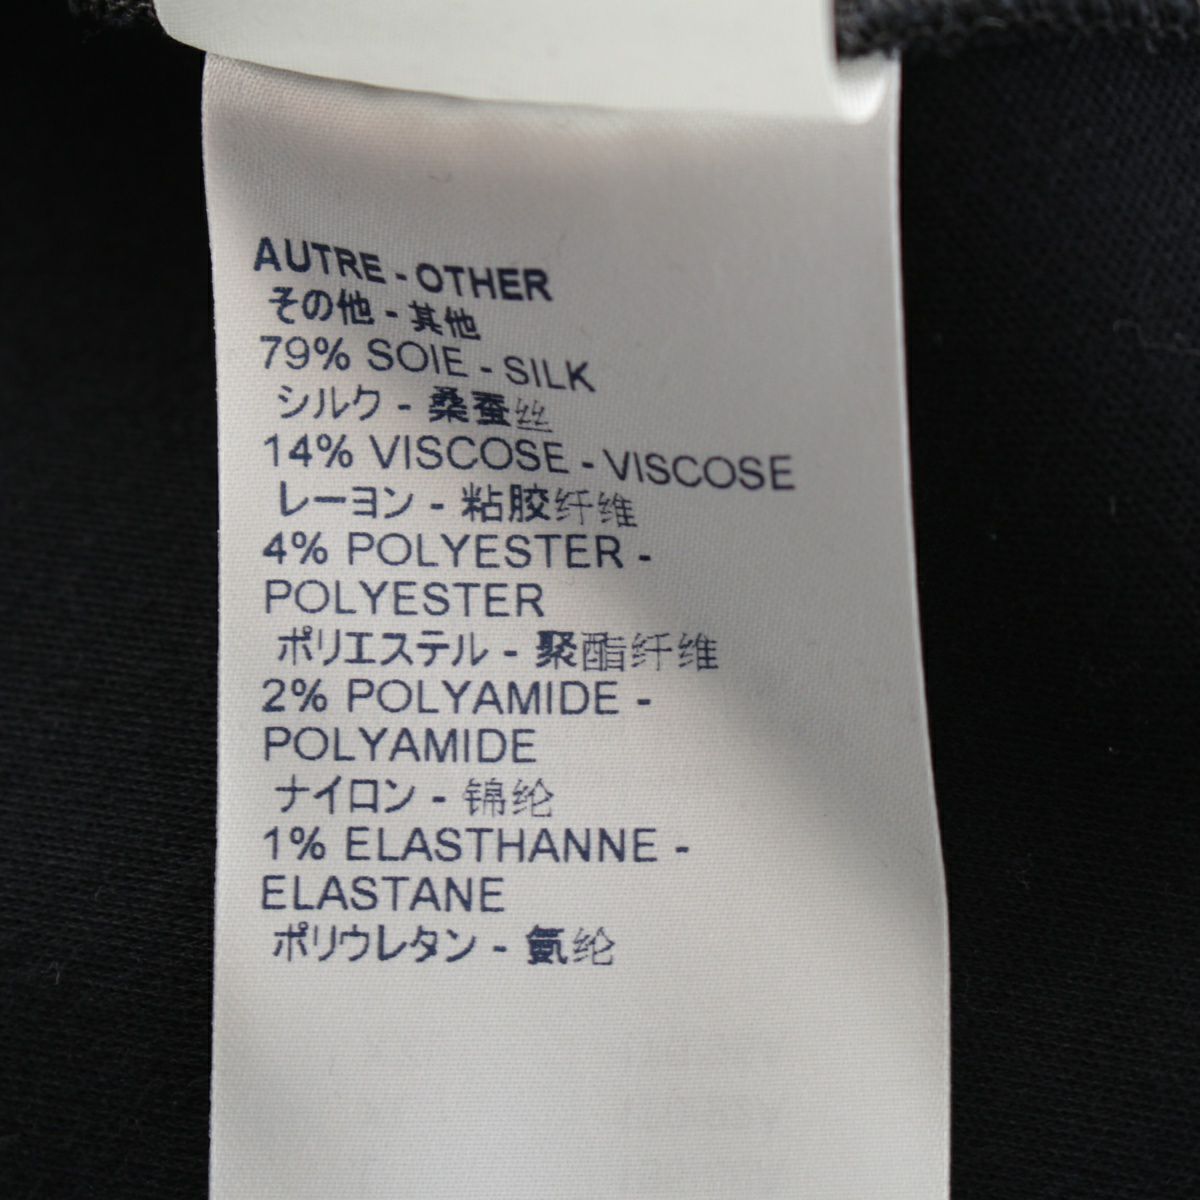 AUTRE - OTHER
その他 - 其他
79% SOIE - SILK
シルク - 桑蚕丝
14% VISCOSE - VISCOSE
レーヨン - 粘胶纤维
4% POLYESTER -
POLYESTER
ポリエステル - 聚酯纤维
2% POLYAMIDE -
POLYAMIDE
ナイロン - 锦纶
1% ELASTHANNE -
ELASTANE
ポリウレタン - 氨纶